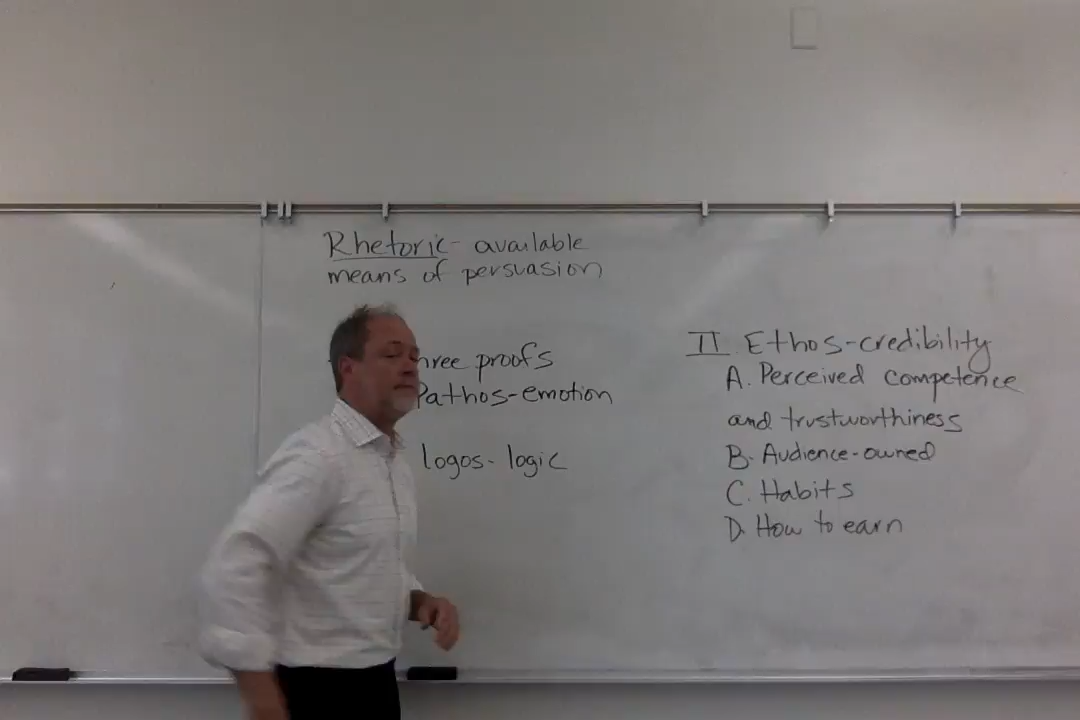 Rhetoric- available
means of persuasion
proofs
Pathos-emotion
logos- logic
II. Ethos-credibility
A. Perceived competence
and trustworthiness
B. Audience-owned
C. Habits
D. How to earn